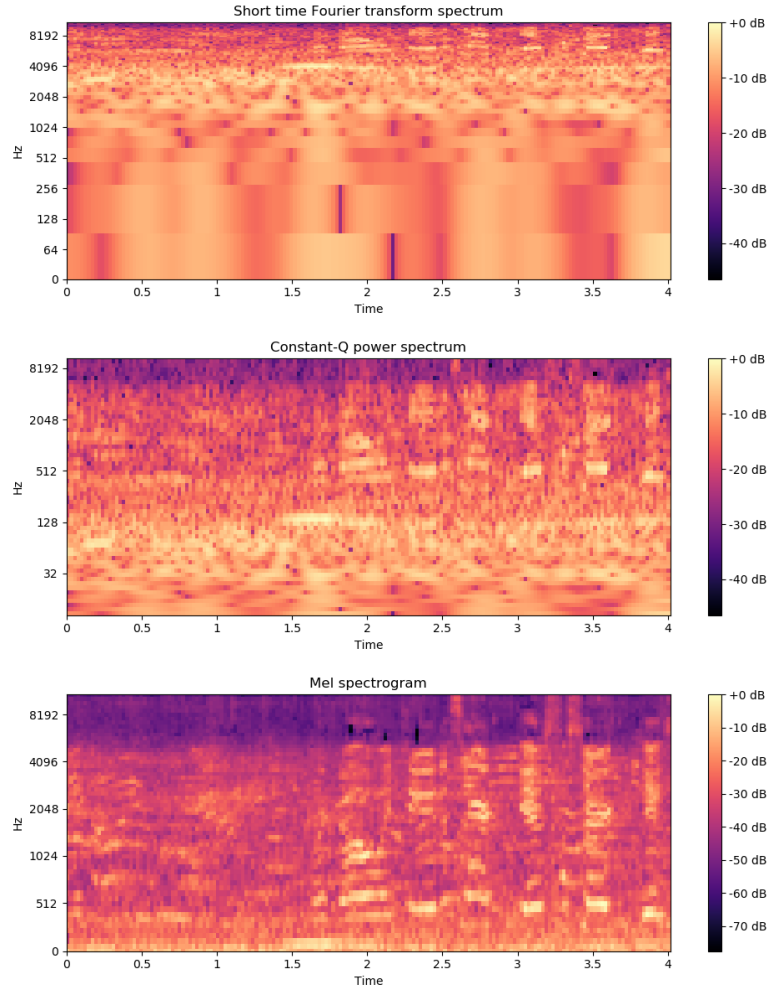 Short time Fourier transform spectrum
8192
4096
2048
1024
512
256
128
64
0
Hz
0 0.5 1 1.5 2 2.5 3 3.5 4
Time
+0 dB
-10 dB
-20 dB
-30 dB
-40 dB
Constant-Q power spectrum
8192
2048
512
128
32
Hz
0 0.5 1 1.5 2 2.5 3 3.5 4
Time
+0 dB
-10 dB
-20 dB
-30 dB
-40 dB
Mel spectrogram
8192
4096
2048
1024
512
0
Hz
0 0.5 1 1.5 2 2.5 3 3.5 4
Time
+0 dB
-10 dB
-20 dB
-30 dB
-40 dB
-50 dB
-60 dB
-70 dB